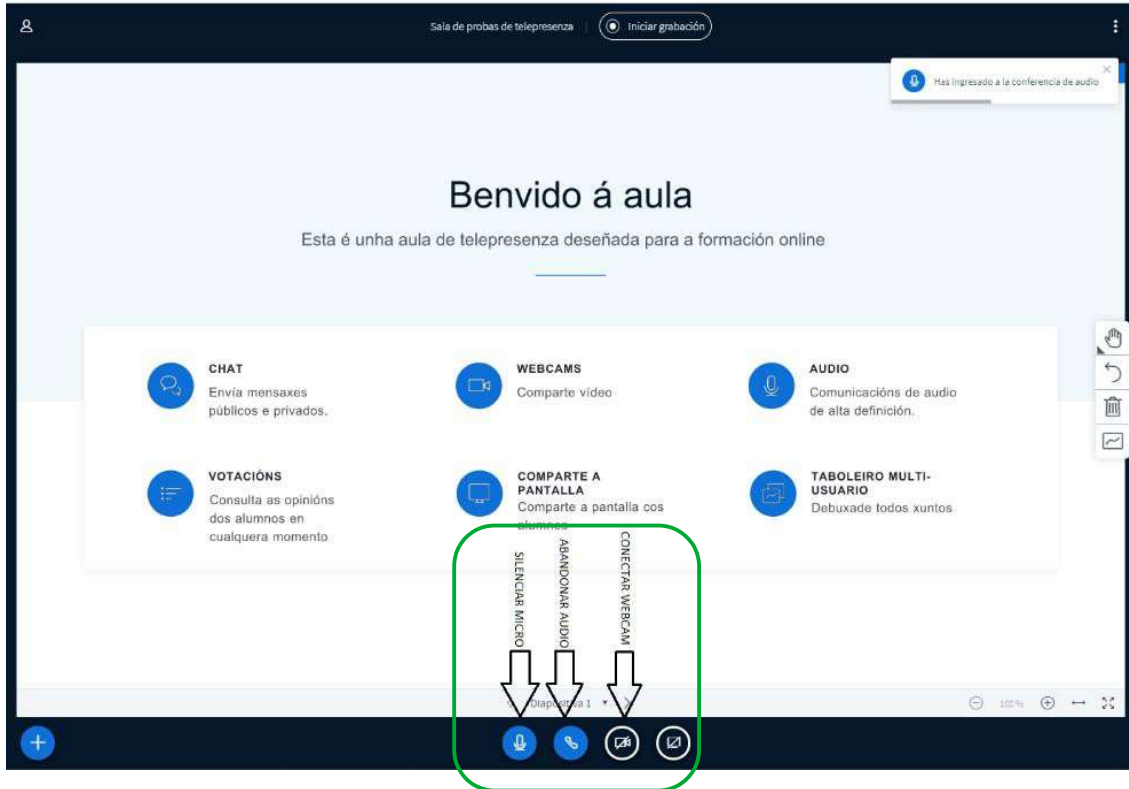 Sala de probas de telepresenza
Iniciar grabación
Has ingresado a la conferencia de audio
Benvido á aula
Esta é unha aula de telepresenza deseñada para a formación online
CHAT
Envía mensaxes
públicos e privados.
WEBCAMS
Comparte vídeo
AUDIO
Comunicacións de audio
de alta definición.
VOTACIÓNS
Consulta as opinións
dos alumnos en
cualquera momento
COMPARTE A
PANTALLA
Comparte a pantalla cos
alumnos
TABOLEIRO MULTI-
USUARIO
Debuxade todos xuntos
SILENCIAR MICRO
ABANDONAR AUDIO
CONECTAR WEBCAM
Diapositiva 1
100%